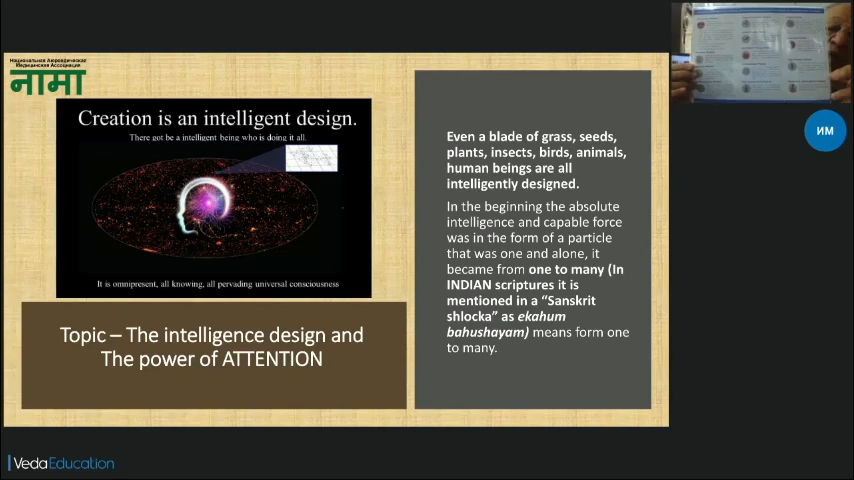 Национальная Аюрведическая
Медицинская Ассоциация
नामा
Creation is an intelligent design.
There got be a intelligent being who is doing it all.
It is omnipresent, all knowing, all pervading universal consciousness
Topic – The intelligence design and
The power of ATTENTION
Even a blade of grass, seeds,
plants, insects, birds, animals,
human beings are all
intelligently designed.
In the beginning the absolute
intelligence and capable force
was in the form of a particle
that was one and alone, it
became from one to many (In
INDIAN scriptures it is
mentioned in a “Sanskrit
shlocka” as ekahum
bahushayam) means form one
to many.
ИМ
VedaEducation